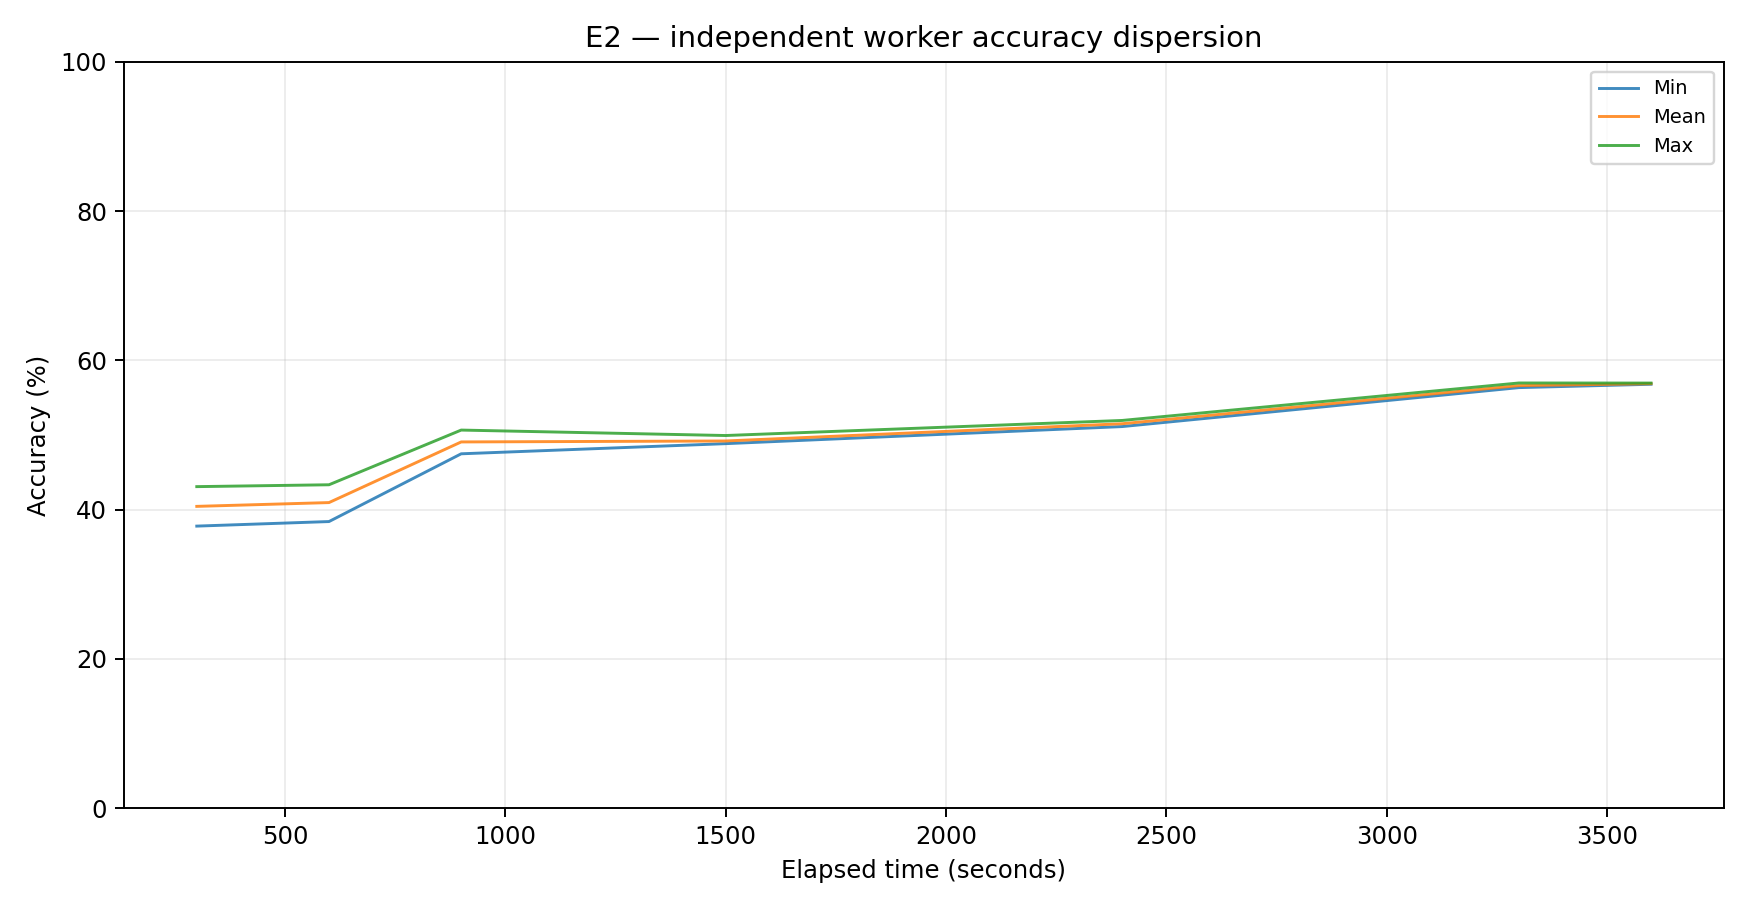 E2 — independent worker accuracy dispersion
Min
Mean
Max
Accuracy (%)
100
80
60
40
20
0
500 1000 1500 2000 2500 3000 3500
Elapsed time (seconds)